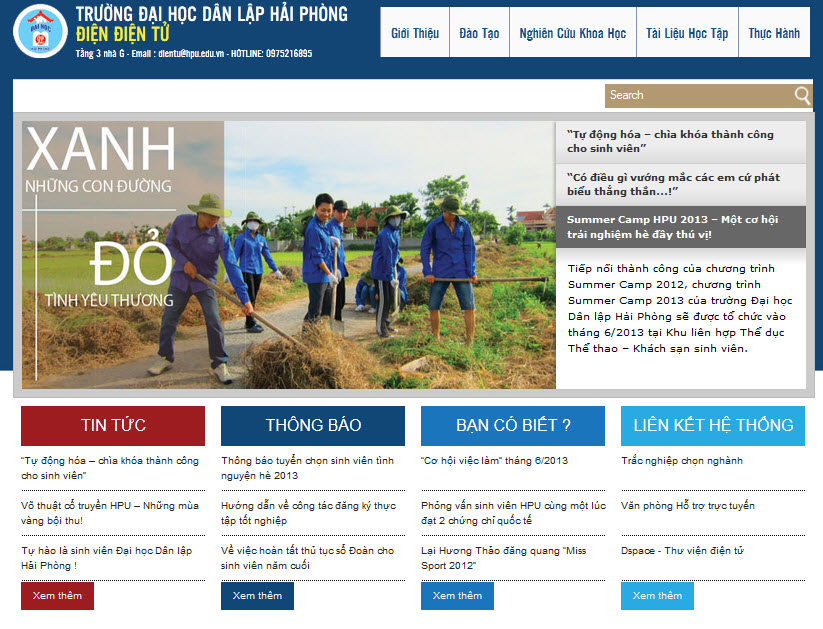 TRƯỜNG ĐẠI HỌC DÂN LẬP HẢI PHÒNG
ĐIỆN ĐIỆN TỬ
Tầng 3 nhà G - Email : dientu@hpu.edu.vn - HOTLINE: 0975216895
ĐẠI HỌC
Giới Thiệu
Đào Tạo
Nghiên Cứu Khoa Học
Tài Liệu Học Tập
Thực Hành
Search
XANH
NHỮNG CON ĐƯỜNG
ĐỎ
TÌNH YÊU THƯƠNG
“Tự động hóa – chìa khóa thành công
cho sinh viên”
“Có điều gì vướng mắc các em cứ phát
biểu thẳng thắn...!”
Summer Camp HPU 2013 – Một cơ hội
trải nghiệm hè đầy thú vị!
Tiếp nối thành công của chương trình
Summer Camp 2012, chương trình
Summer Camp 2013 của trường Đại học
Dân lập Hải Phòng sẽ được tổ chức vào
tháng 6/2013 tại Khu liên hợp Thể dục
Thể thao – Khách sạn sinh viên.
TIN TỨC
“Tự động hóa – chìa khóa thành công
cho sinh viên”
Võ thuật cổ truyền HPU – Những mùa
vàng bội thu!
Tự hào là sinh viên Đại học Dân lập
Hải Phòng !
Xem thêm
THÔNG BÁO
Thông báo tuyển chọn sinh viên tình
nguyện hè 2013
Hướng dẫn về công tác đăng ký thực
tập tốt nghiệp
Về việc hoàn tất thủ tục sổ Đoàn cho
sinh viên năm cuối
Xem thêm
BẠN CÓ BIẾT ?
“Cơ hội việc làm” tháng 6/2013
Phỏng vấn sinh viên HPU cùng một lúc
đạt 2 chứng chỉ quốc tế
Lại Hương Thảo đăng quang “Miss
Sport 2012”
Xem thêm
LIÊN KẾT HỆ THỐNG
Trắc nghiệp chọn nghành
Văn phòng Hỗ trợ trực tuyến
Dspace - Thư viện điện tử
Xem thêm